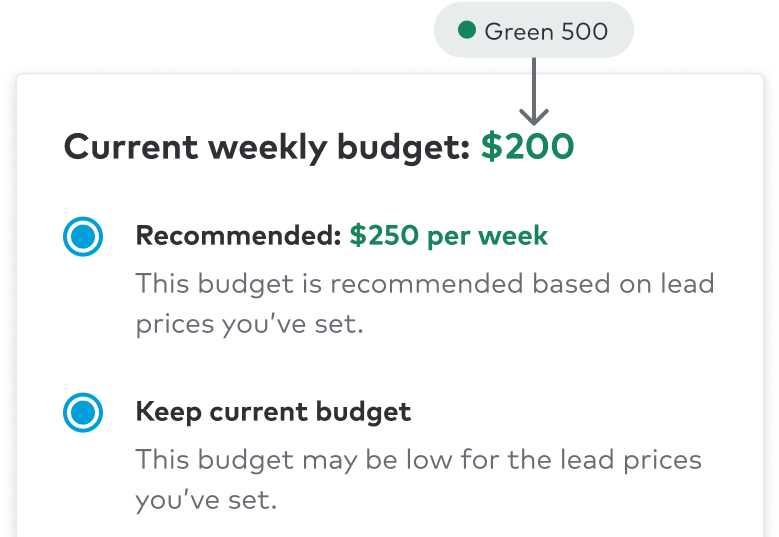 Green 500
Current weekly budget: $200
Recommended: $250 per week
This budget is recommended based on lead
prices you’ve set.
Keep current budget
This budget may be low for the lead prices
you’ve set.